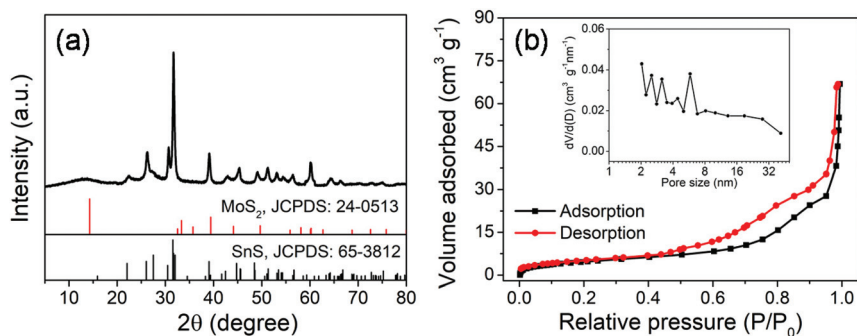 (a)
Intensity (a.u.)
MoS₂, JCPDS: 24-0513
SnS, JCPDS: 65-3812
10 20 30 40 50 60 70 80
2θ (degree)
(b)
Volume adsorbed (cm³ g⁻¹)
90
75
60
45
30
15
0
dV/d(D) (cm³ g⁻¹nm⁻¹)
0.06
0.04
0.02
0.00
1 2 4 8 16 32
Pore size (nm)
Adsorption
Desorption
0.0 0.2 0.4 0.6 0.8 1.0
Relative pressure (P/P₀)